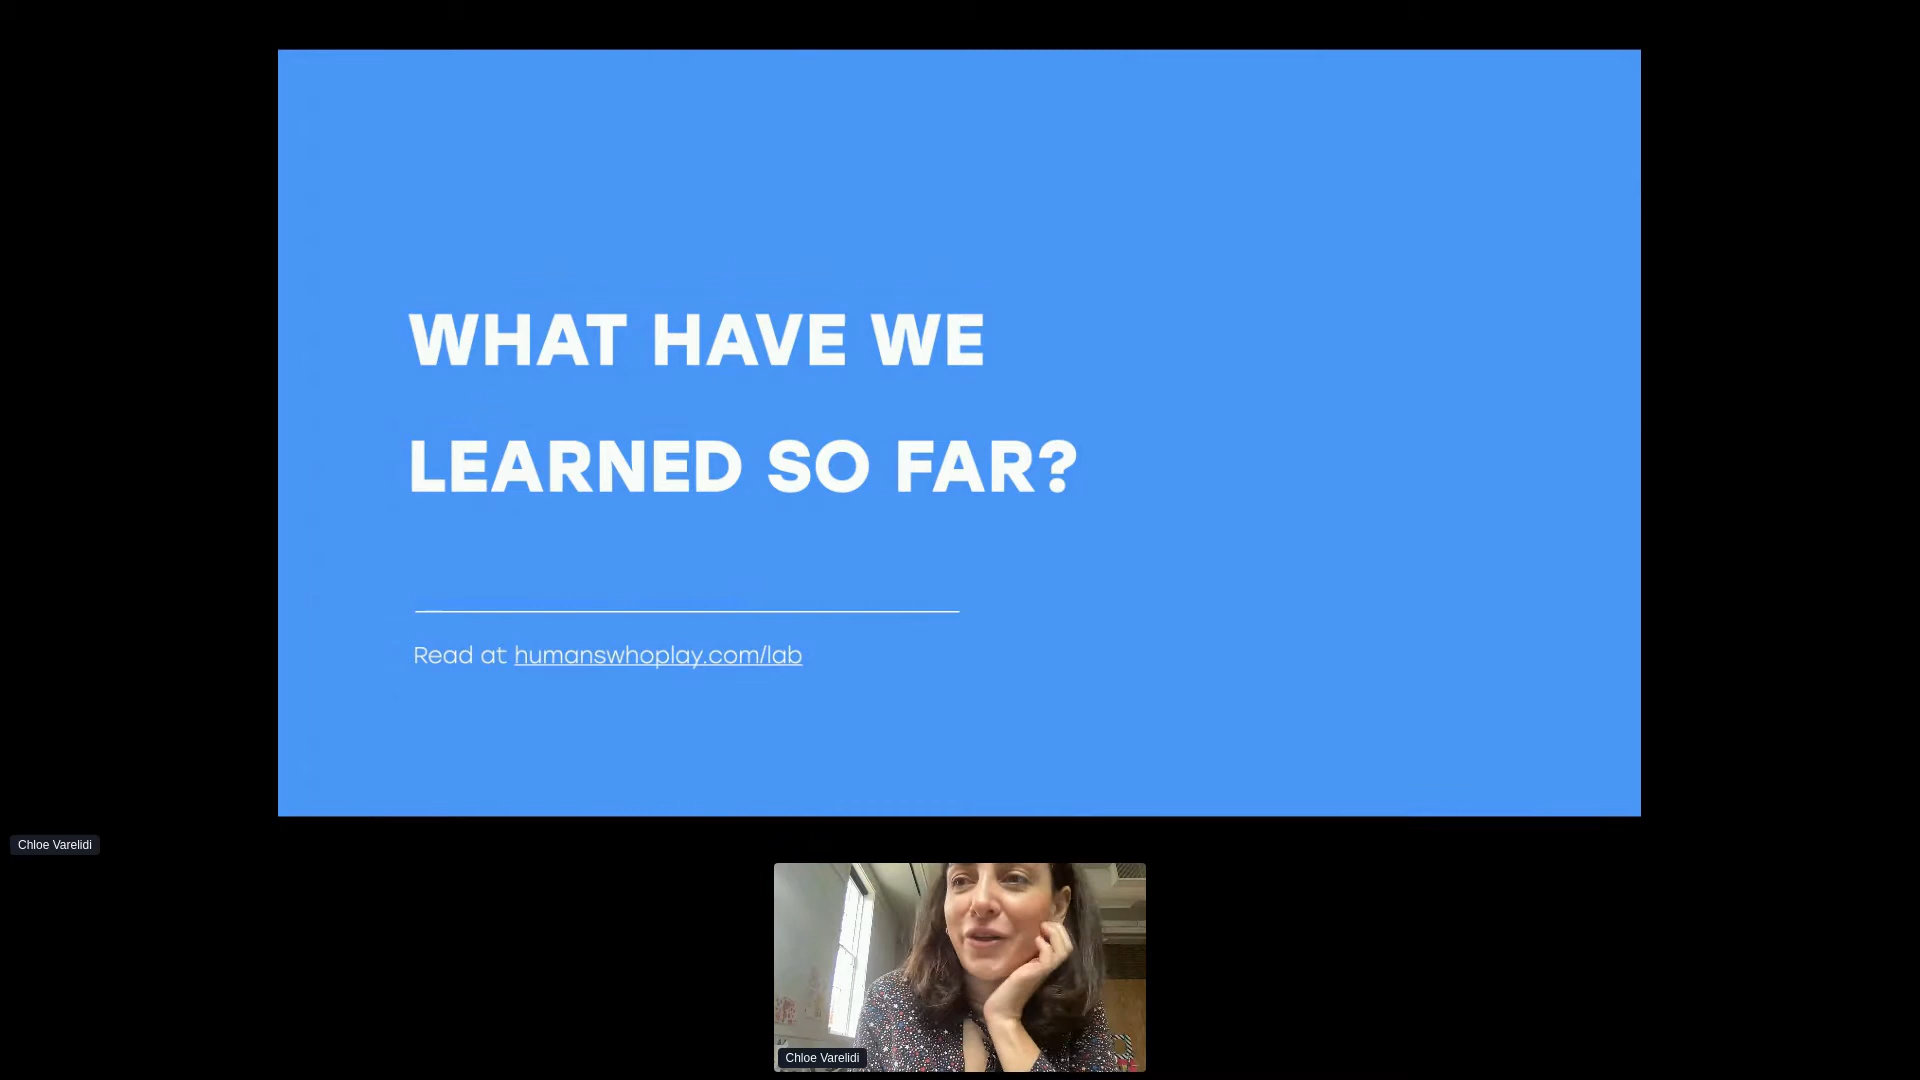 WHAT HAVE WE
LEARNED SO FAR?
Read at humanswhoplay.com/lab
Chloe Varelidi
Chloe Varelidi